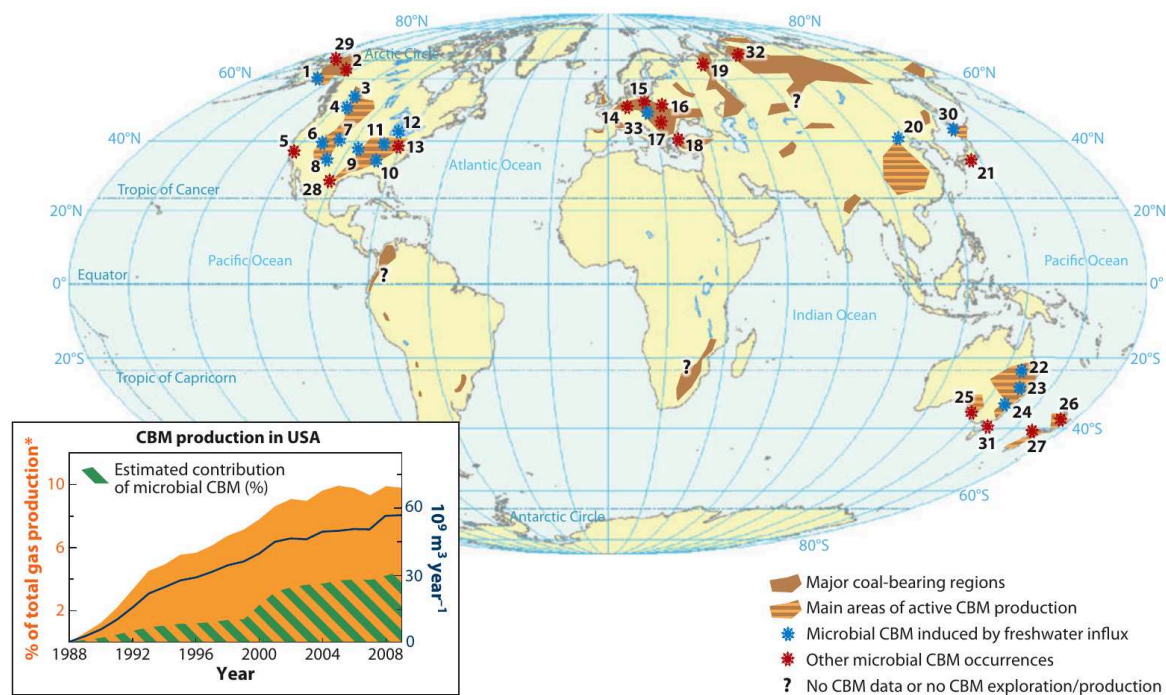 80°N
80°N
29
Arctic Circle
32
60°N
2
60°N
1
19
3
15
16
?
4
14
20
30
12
40°N
6
7
11
33
40°N
5
17
13
18
Atlantic Ocean
21
8
9
10
28
Tropic of Cancer
20°N
20°N
Pacific Ocean
Pacific Ocean
Equator
?
0°
0°
Indian Ocean
20°S
20°S
?
22
Tropic of Capricorn
23
25
26
24
40°S
31
27
60°S
Antarctic Circle
80°S
CBM production in USA
Estimated contribution
of microbial CBM (%)
% of total gas production*
10
6
2
10⁹ m³ year⁻¹
60
30
0
1988
1992
1996
2000
2004
2008
Year
Major coal-bearing regions
Main areas of active CBM production
Microbial CBM induced by freshwater influx
Other microbial CBM occurrences
? No CBM data or no CBM exploration/production